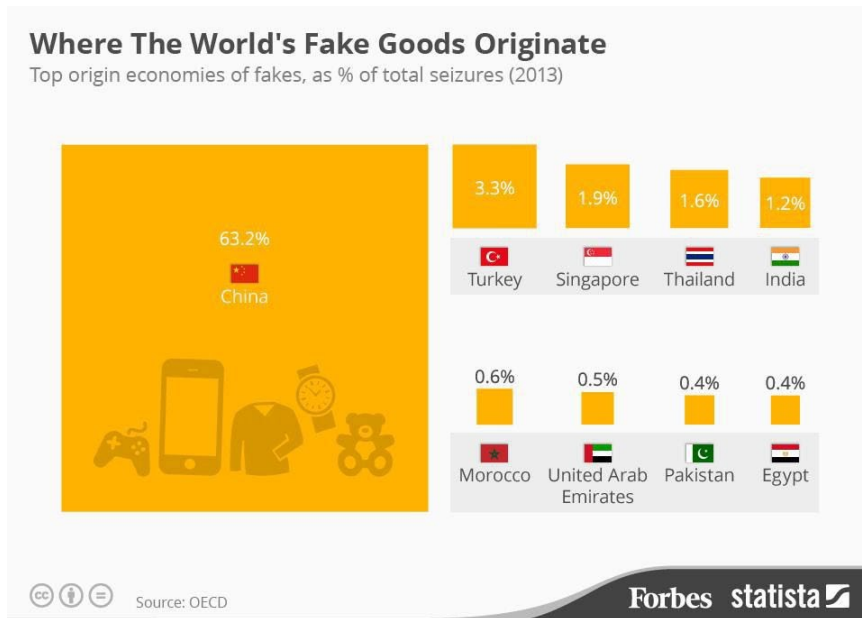 Where The World's Fake Goods Originate
Top origin economies of fakes, as % of total seizures (2013)
63.2%
China
3.3%
1.9%
1.6%
1.2%
Turkey
Singapore
Thailand
India
0.6%
0.5%
0.4%
0.4%
Morocco
United Arab
Emirates
Pakistan
Egypt
cc
Source: OECD
Forbes
statista